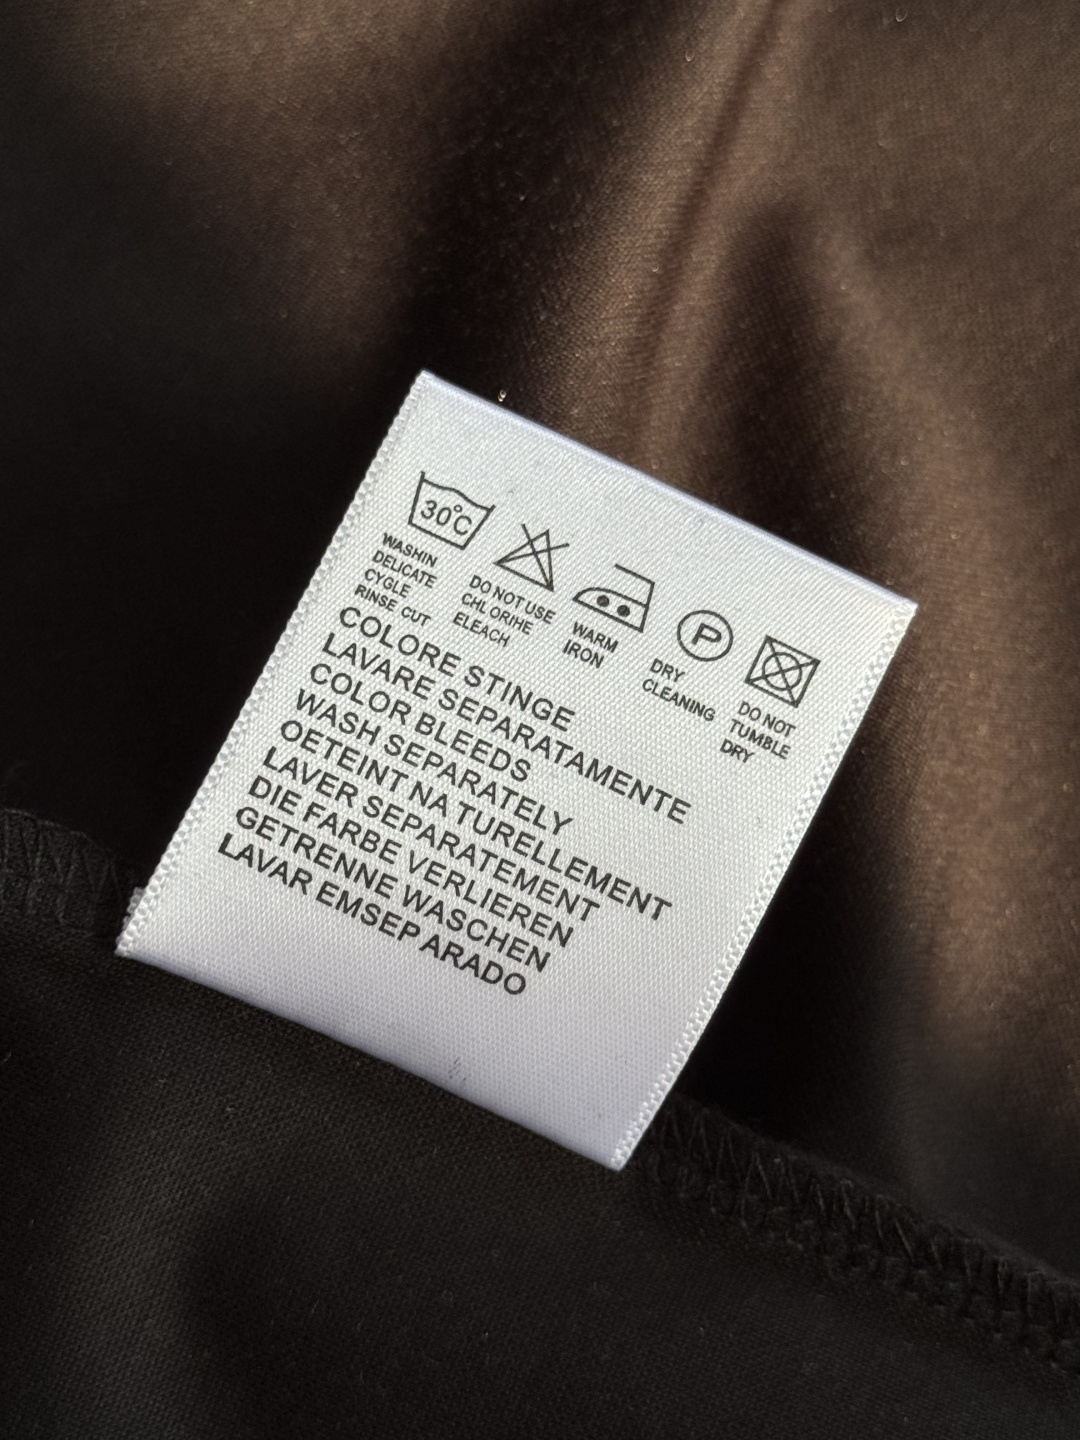 30°C
WASHIN
DELICATE
CYGLE
RINSE CUT
DO NOT USE
CHLORIHE
ELEACH
WARM
IRON
P
DRY
CLEANING
DO NOT
TUMBLE
DRY
COLORE STINGE
LAVARE SEPARATAMENTE
COLOR BLEEDS
WASH SEPARATELY
OETEINT NA TURELLEMENT
LAVER SEPARATEMENT
DIE FARBE VERLIEREN
GETRENNE WASCHEN
LAVAR EMSEP ARADO